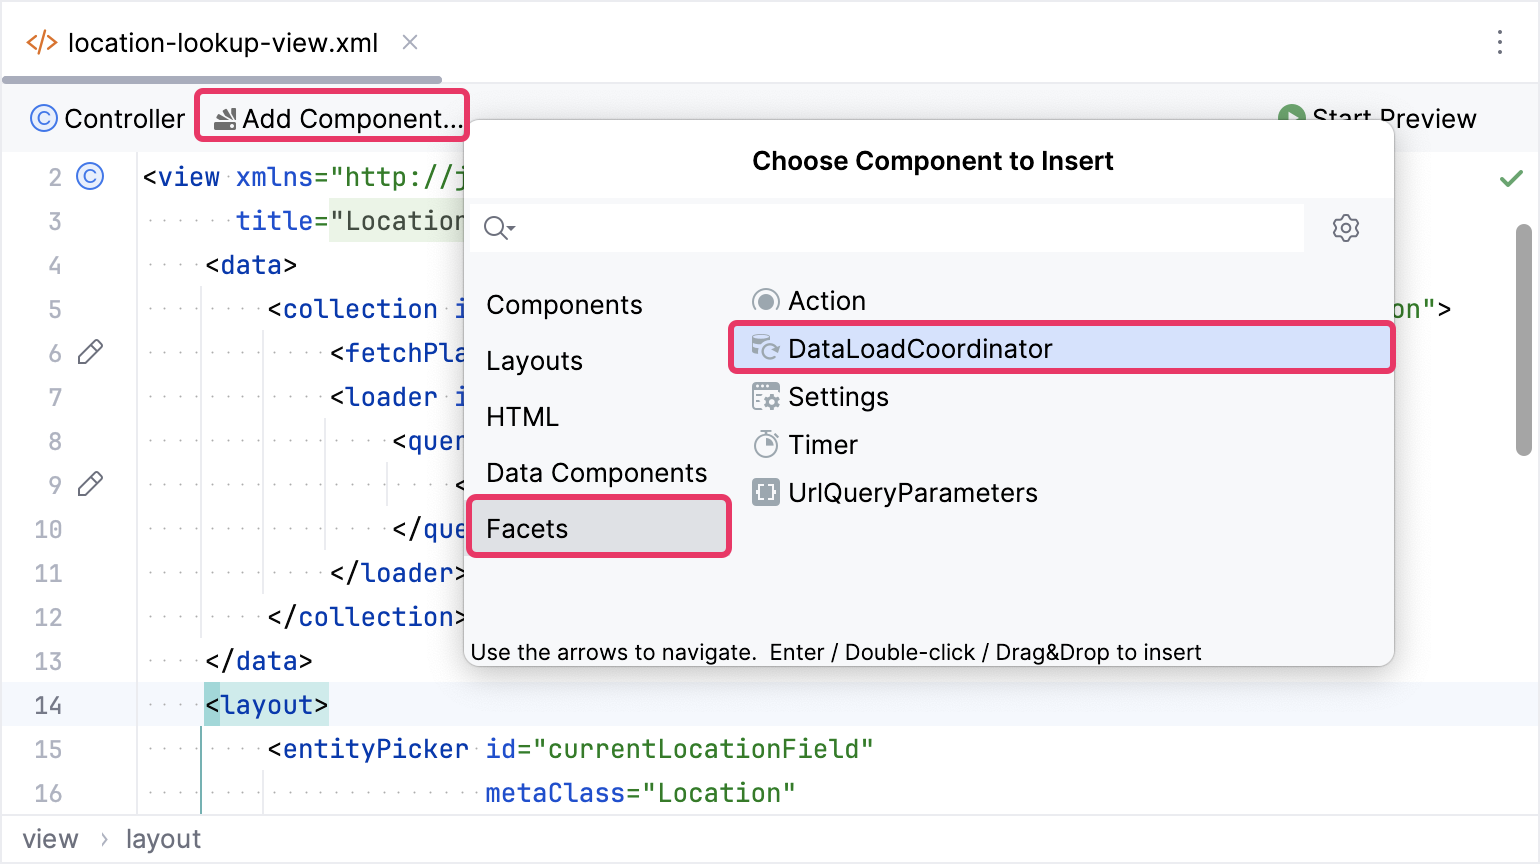 location-lookup-view.xml
Controller
Add Component...
Start Preview
Choose Component to Insert
2 <view xmlns="http://j
3 title="Location
4 <data>
5 <collection i on">
6 <fetchPla
7 <loader i
8 <quer
9 <
10 </que
11 </loader>
12 </collection>
13 </data>
14 <layout>
15 <entityPicker id="currentLocationField"
16 metaClass="Location"
Components
Layouts
HTML
Data Components
Facets
Action
DataLoadCoordinator
Settings
Timer
UrlQueryParameters
Use the arrows to navigate. Enter / Double-click / Drag&Drop to insert
view › layout